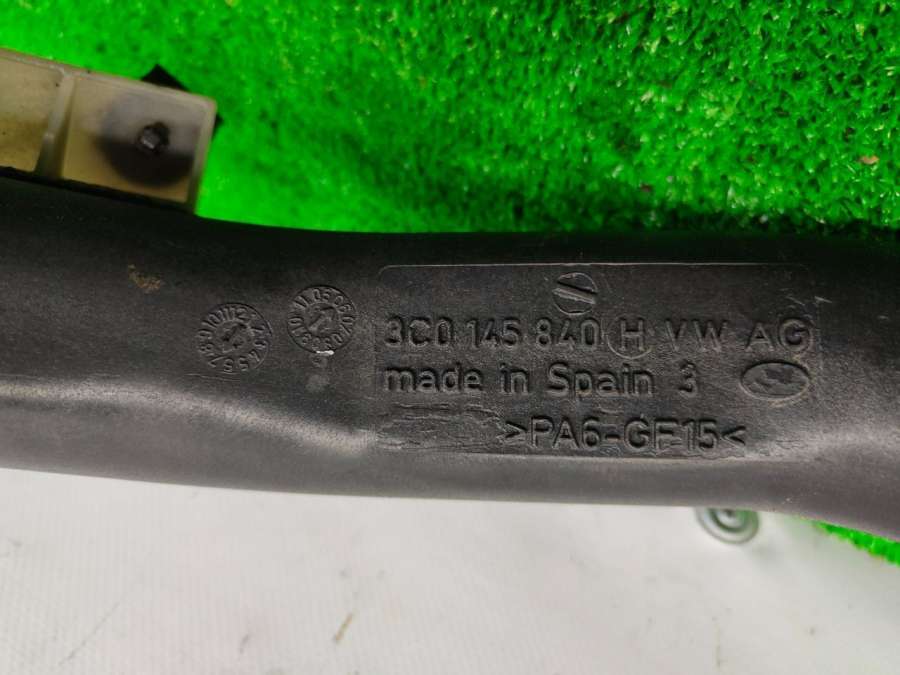 3C0 145 840 H VW AG
made in Spain 3
>PA6-GF15<